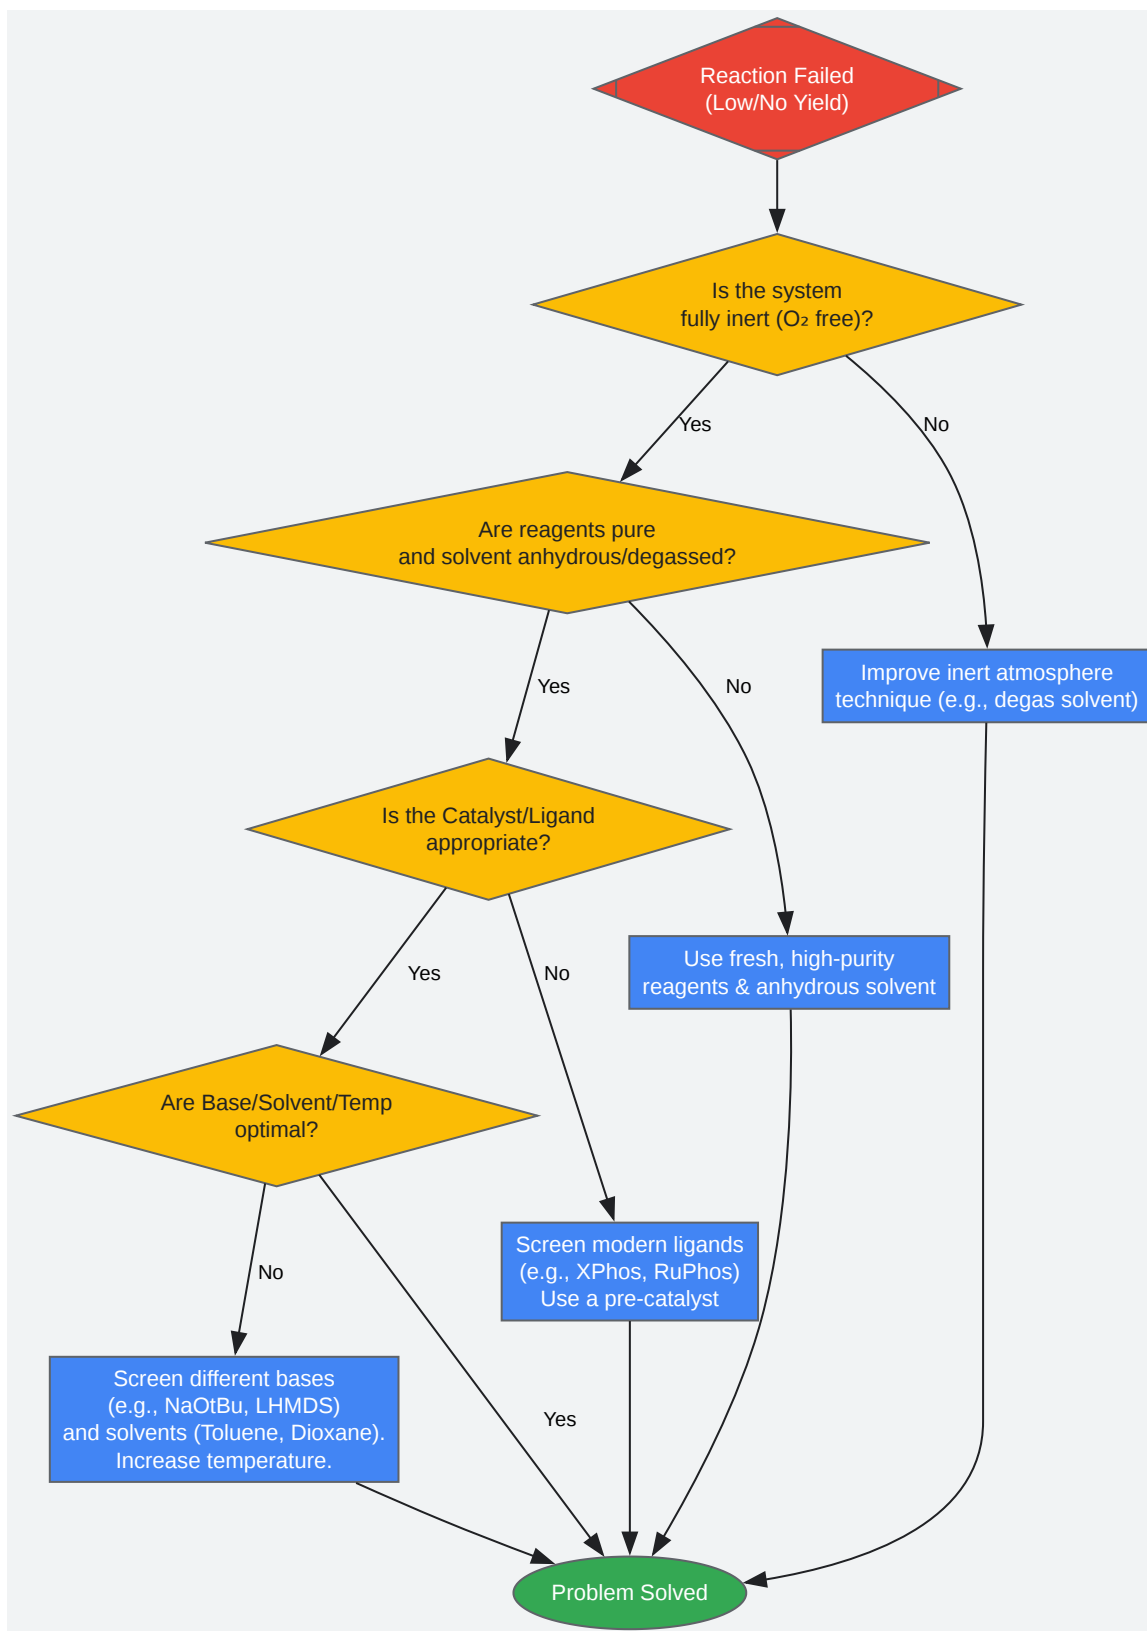 Reaction Failed
(Low/No Yield)
Is the system
fully inert (O₂ free)?
Yes
No
Are reagents pure
and solvent anhydrous/degassed?
Improve inert atmosphere
technique (e.g., degas solvent)
Yes
No
Is the Catalyst/Ligand
appropriate?
Use fresh, high-purity
reagents & anhydrous solvent
Yes
No
Are Base/Solvent/Temp
optimal?
Screen modern ligands
(e.g., XPhos, RuPhos)
Use a pre-catalyst
No
Screen different bases
(e.g., NaOtBu, LHMDS)
and solvents (Toluene, Dioxane).
Increase temperature.
Yes
Problem Solved